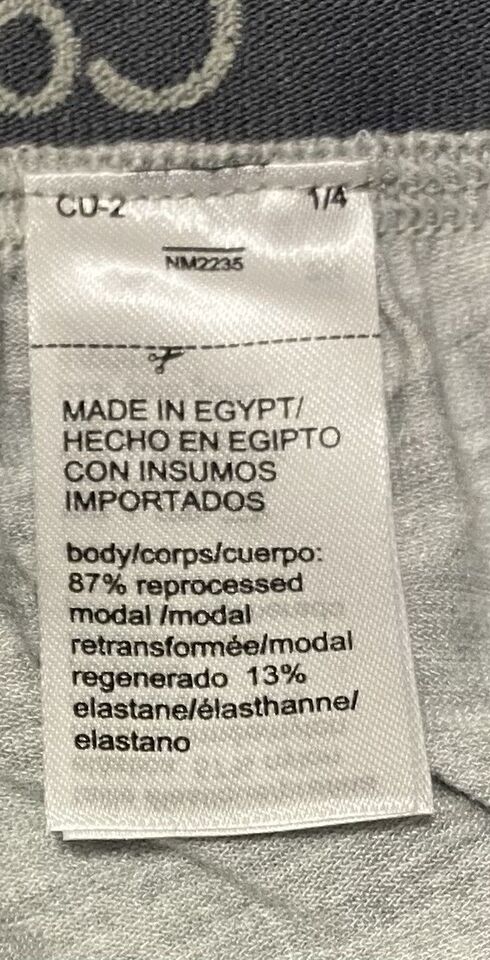 CU-2 1/4
NM2235
MADE IN EGYPT/
HECHO EN EGIPTO
CON INSUMOS
IMPORTADOS
body/corps/cuerpo:
87% reprocessed
modal /modal
retransformée/modal
regenerado 13%
elastane/élasthanne/
elastano